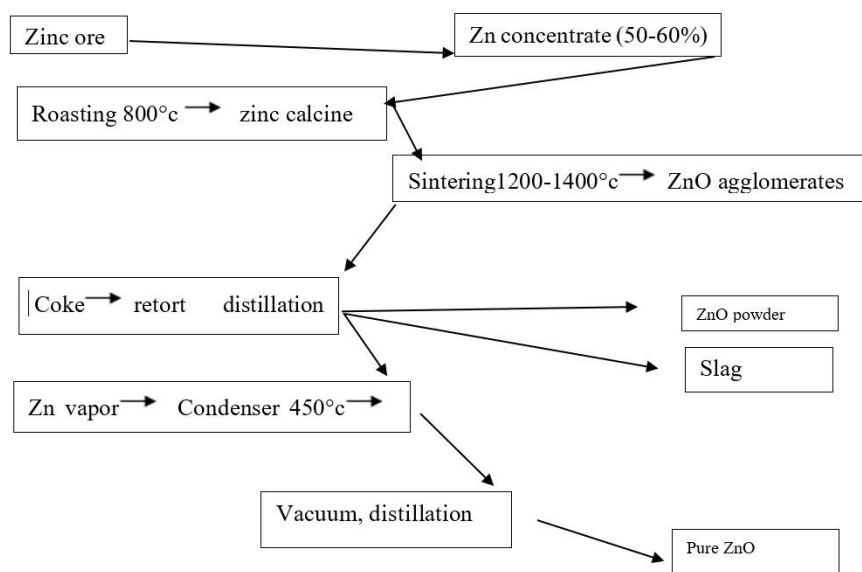 Zinc ore
Zn concentrate (50-60%)
Roasting 800°c → zinc calcine
Sintering1200-1400°c → ZnO agglomerates
Coke → retort distillation
ZnO powder
Slag
Zn vapor → Condenser 450°c →
Vacuum, distillation
Pure ZnO